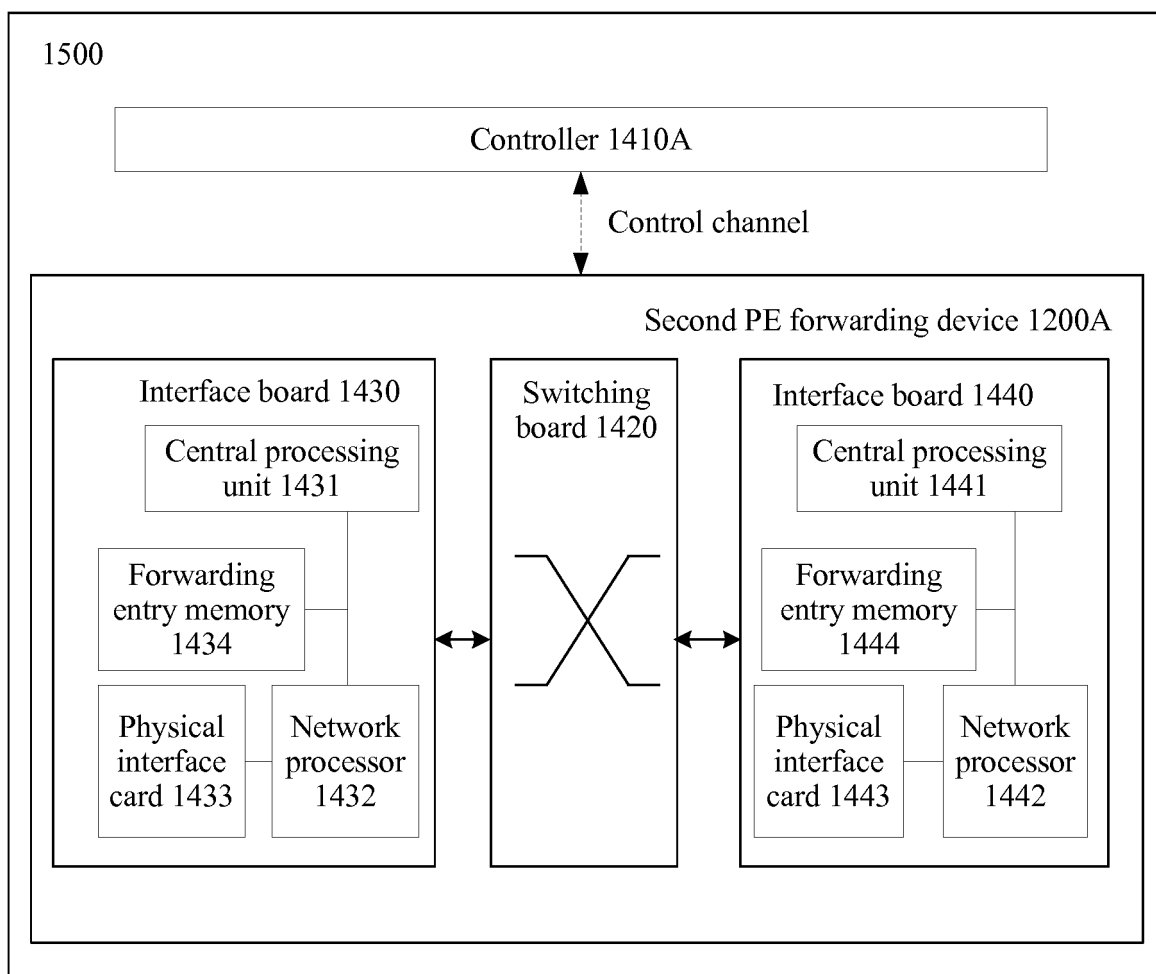 1500
Controller 1410A
Control channel
Second PE forwarding device 1200A
Interface board 1430
Central processing
unit 1431
Forwarding
entry memory
1434
Physical
interface
card 1433
Network
processor
1432
Switching
board 1420
Interface board 1440
Central processing
unit 1441
Forwarding
entry memory
1444
Physical
interface
card 1443
Network
processor
1442